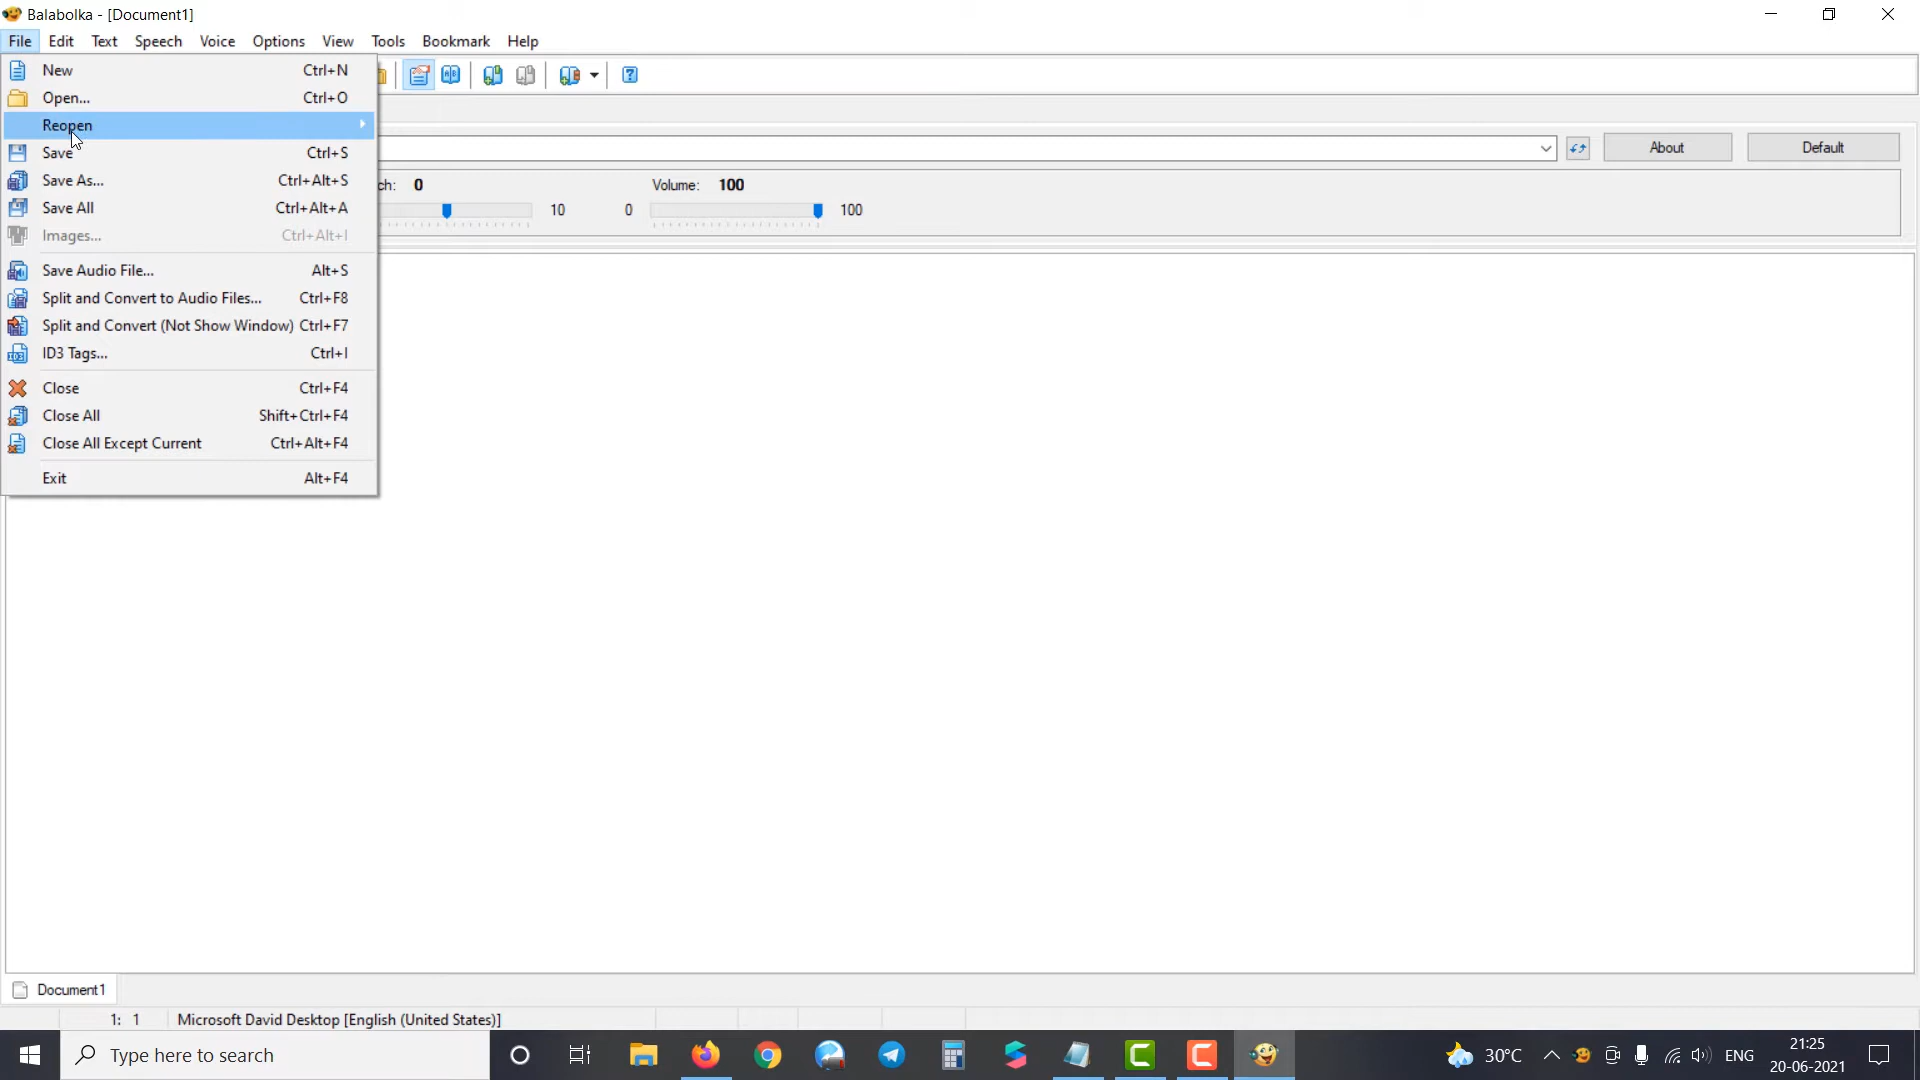 Balabolka - [Document1]
File Edit Text Speech Voice Options View Tools Bookmark Help
New Ctrl+N
Open... Ctrl+O
Reopen
Save Ctrl+S
Save As... Ctrl+Alt+S
Save All Ctrl+Alt+A
Images... Ctrl+Alt+I
Save Audio File... Alt+S
Split and Convert to Audio Files... Ctrl+F8
Split and Convert (Not Show Window) Ctrl+F7
ID3 Tags... Ctrl+I
Close Ctrl+F4
Close All Shift+Ctrl+F4
Close All Except Current Ctrl+Alt+F4
Exit Alt+F4
About Default
ch: 0 Volume: 100
10 0 100
Document1
1: 1 Microsoft David Desktop [English (United States)]
Type here to search
30°C ENG 21:25
20-06-2021